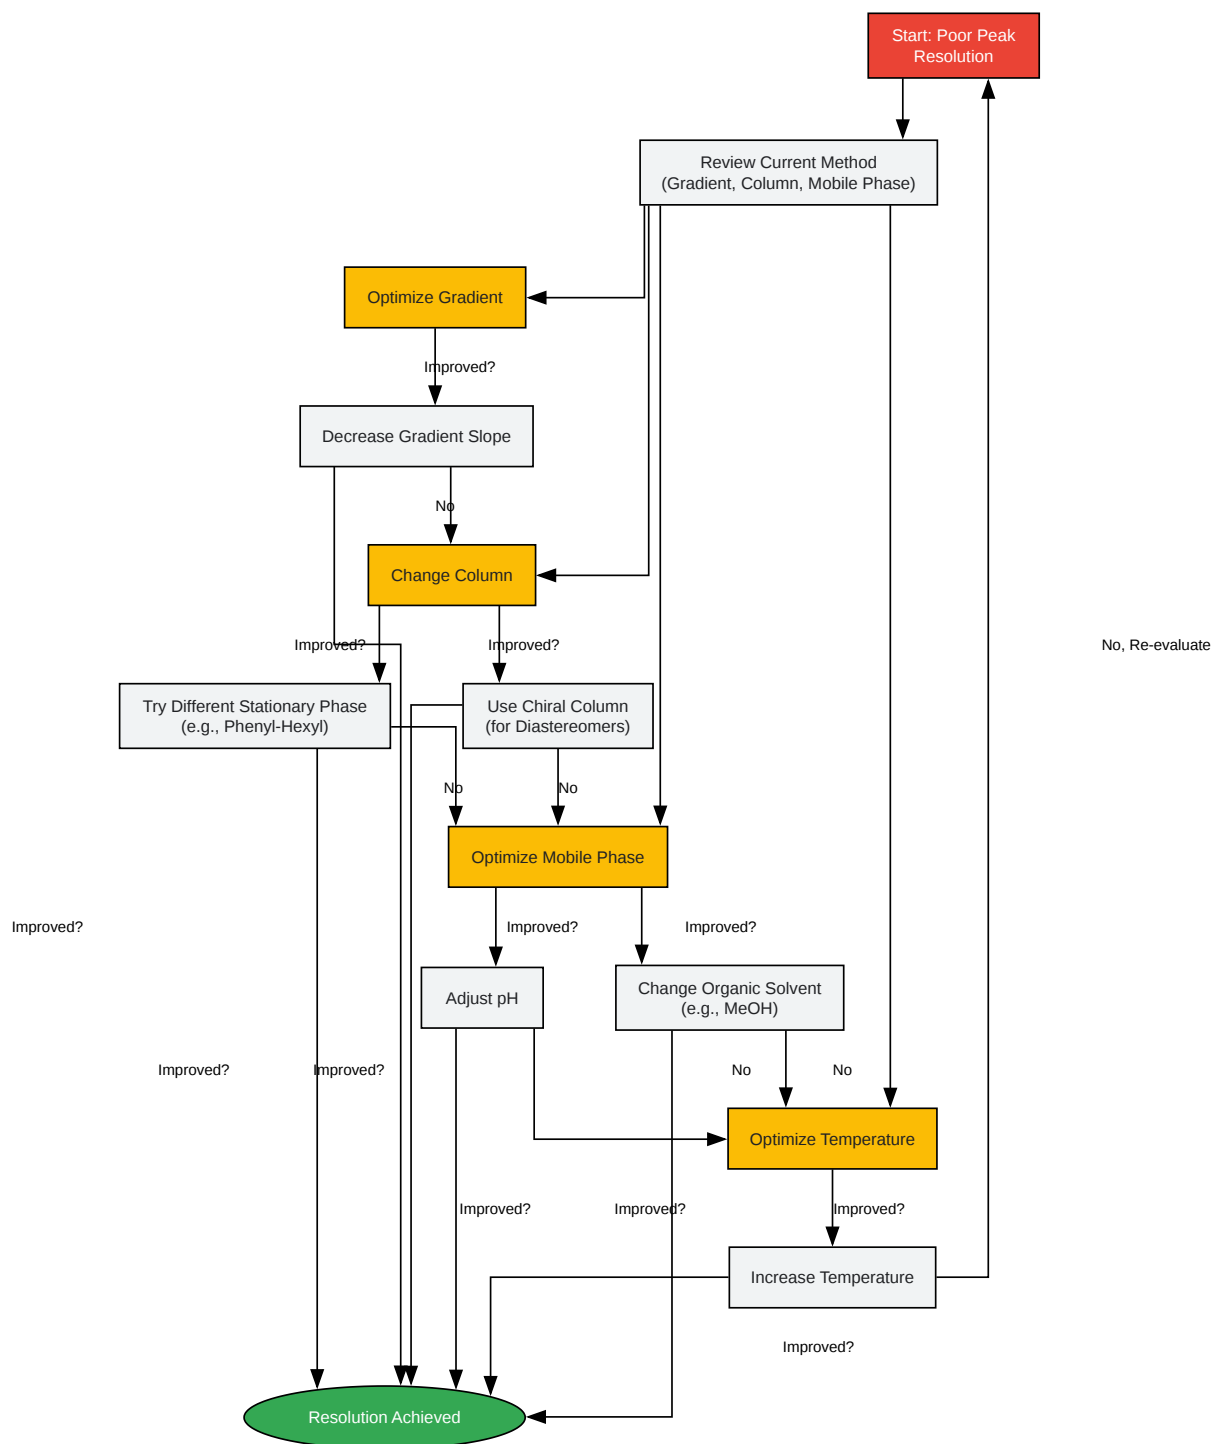 Start: Poor Peak
Resolution
Review Current Method
(Gradient, Column, Mobile Phase)
Optimize Gradient
Improved?
Decrease Gradient Slope
No
Change Column
Improved?
Improved?
No, Re-evaluate
Try Different Stationary Phase
(e.g., Phenyl-Hexyl)
Use Chiral Column
(for Diastereomers)
No
No
Optimize Mobile Phase
Improved?
Improved?
Improved?
Adjust pH
Change Organic Solvent
(e.g., MeOH)
Improved?
Improved?
No
No
Optimize Temperature
Improved?
Improved?
Improved?
Increase Temperature
Improved?
Resolution Achieved